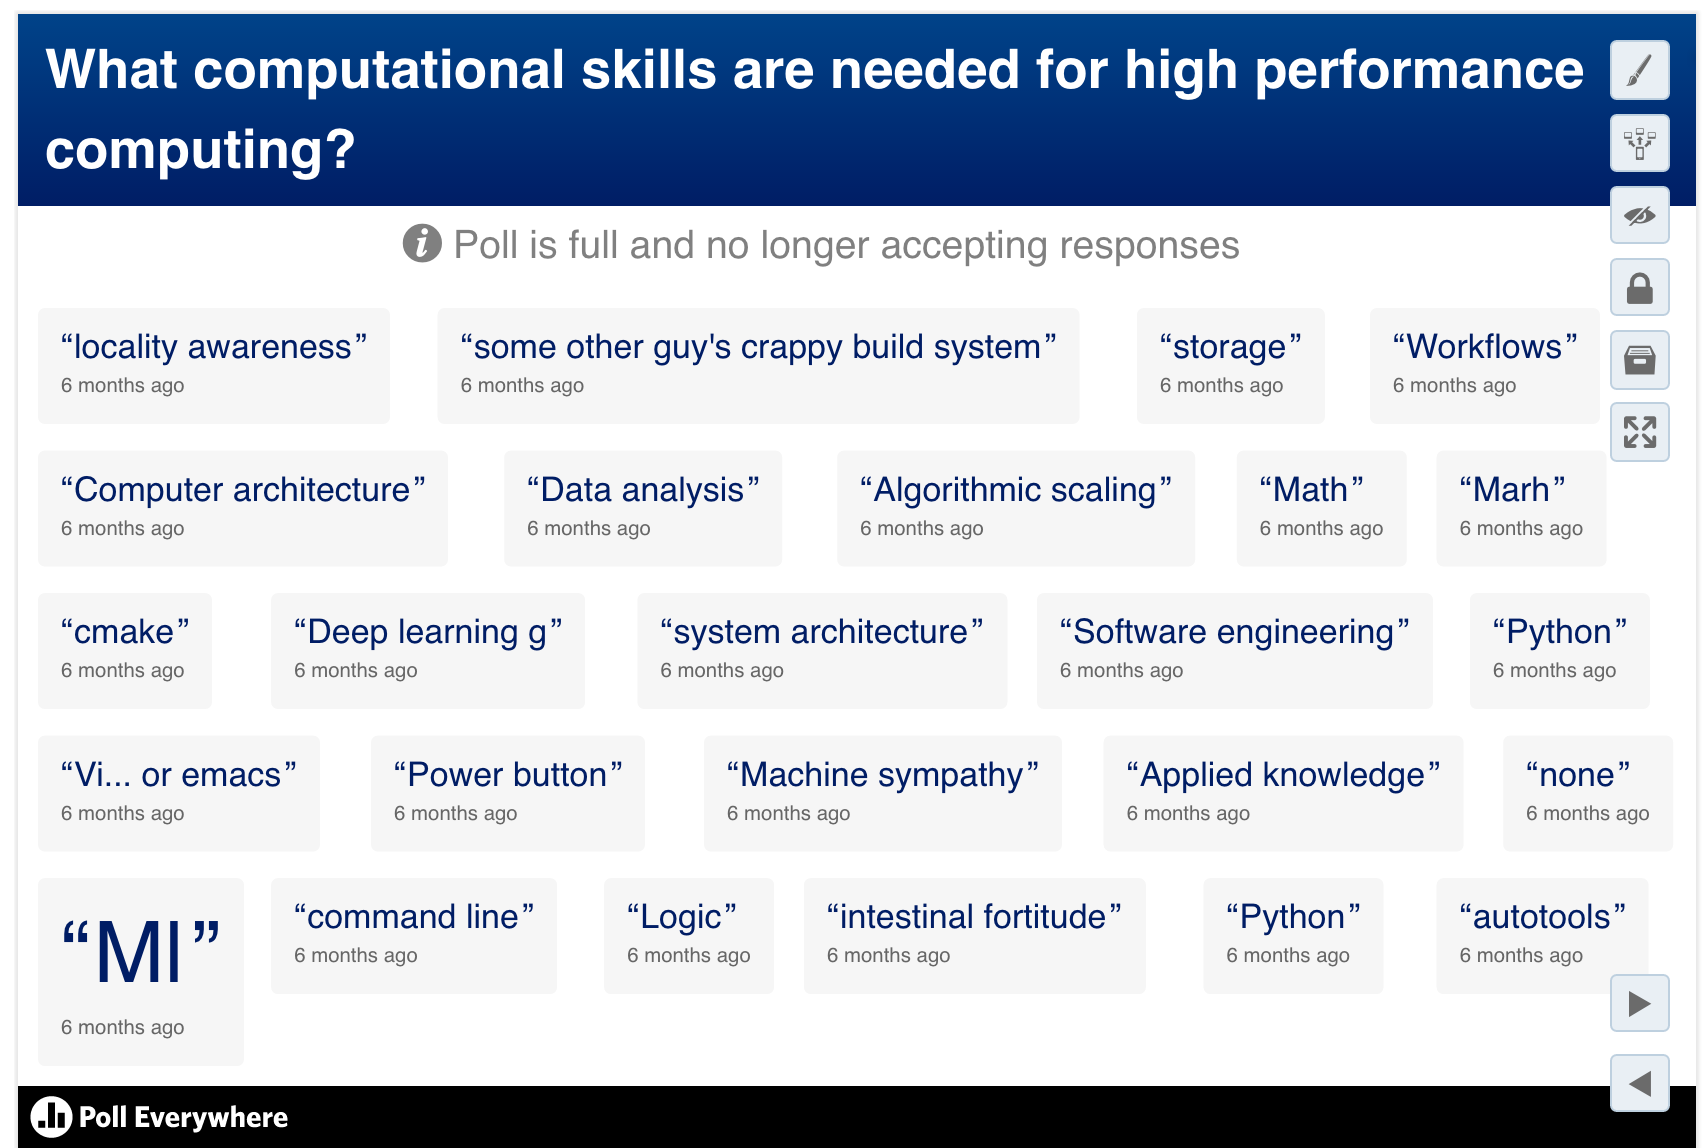 What computational skills are needed for high performance
computing?
Poll is full and no longer accepting responses
“locality awareness” “some other guy's crappy build system” “storage” “Workflows”
6 months ago 6 months ago 6 months ago 6 months ago
“Computer architecture” “Data analysis” “Algorithmic scaling” “Math” “Marh”
6 months ago 6 months ago 6 months ago 6 months ago 6 months ago
“cmake” “Deep learning g” “system architecture” “Software engineering” “Python”
6 months ago 6 months ago 6 months ago 6 months ago 6 months ago
“Vi... or emacs” “Power button” “Machine sympathy” “Applied knowledge” “none”
6 months ago 6 months ago 6 months ago 6 months ago 6 months ago
“MI” “command line” “Logic” “intestinal fortitude” “Python” “autotools”
6 months ago 6 months ago 6 months ago 6 months ago 6 months ago 6 months ago
Poll Everywhere